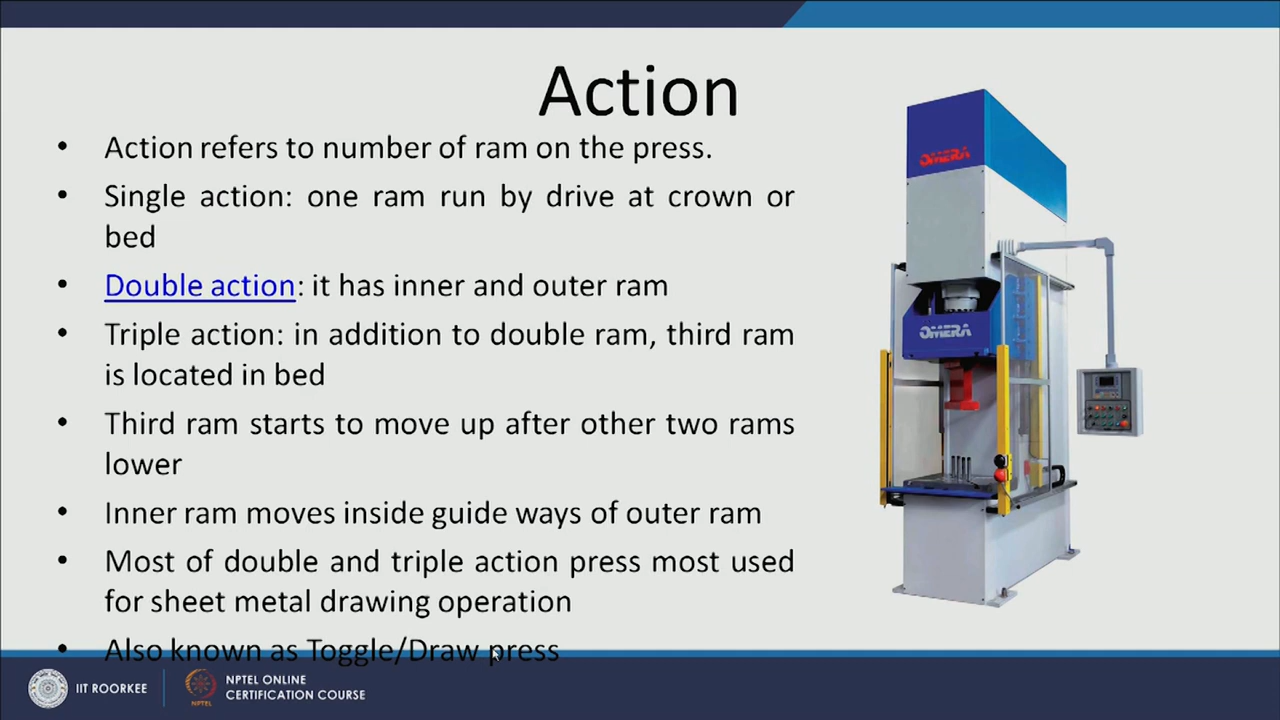 Action
• Action refers to number of ram on the press.
• Single action: one ram run by drive at crown or
bed
• Double action: it has inner and outer ram
• Triple action: in addition to double ram, third ram
is located in bed
• Third ram starts to move up after other two rams
lower
• Inner ram moves inside guide ways of outer ram
• Most of double and triple action press most used
for sheet metal drawing operation
• Also known as Toggle/Draw press
OMERA
OMERA
IIT ROORKEE
NPTEL
NPTEL ONLINE
CERTIFICATION COURSE